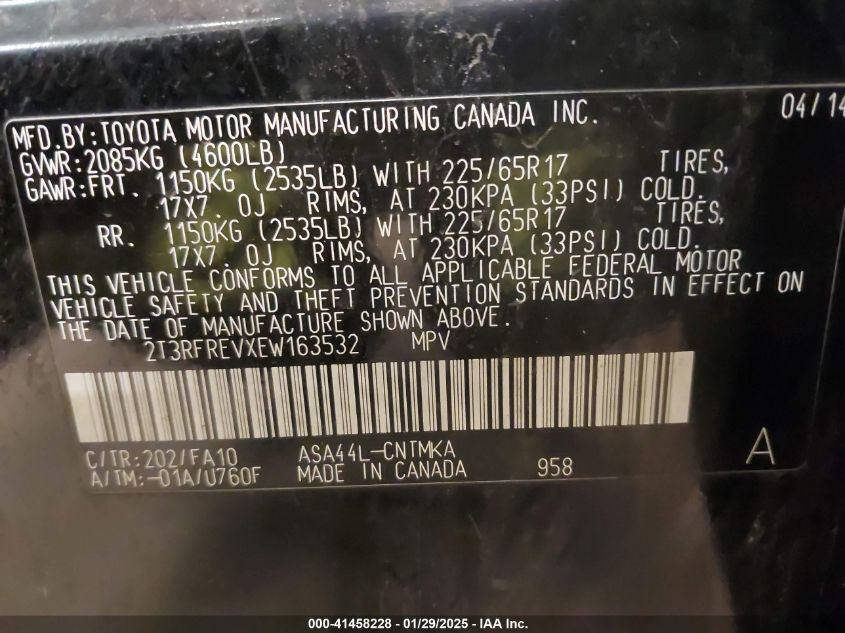 MFD.BY:TOYOTA MOTOR MANUFACTURING CANADA INC. 04/14
GVWR:2085KG (4600LB)
GAWR:FRT. 1150KG (2535LB) WITH 225/65R17 TIRES,
17X7.0J RIMS, AT 230KPA (33PSI) COLD.
RR. 1150KG (2535LB) WITH 225/65R17 TIRES,
17X7.0J RIMS, AT 230KPA (33PSI) COLD.
THIS VEHICLE CONFORMS TO ALL APPLICABLE FEDERAL MOTOR
VEHICLE SAFETY AND THEFT PREVENTION STANDARDS IN EFFECT ON
THE DATE OF MANUFACTURE SHOWN ABOVE.
2T3RFREVXEW163532 MPV
C/TR:202/FA10 ASA44L-CNTMKA A
A/TM:-01A/U760F MADE IN CANADA 958
000-41458228 - 01/29/2025 - IAA Inc.